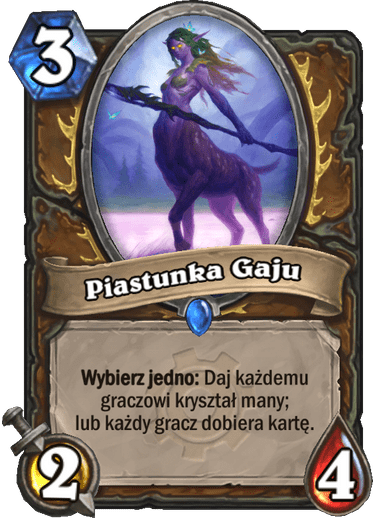 3
Piastunka Gaju
Wybierz jedno: Daj każdemu
graczowi kryształ many;
lub każdy gracz dobiera kartę.
2
4